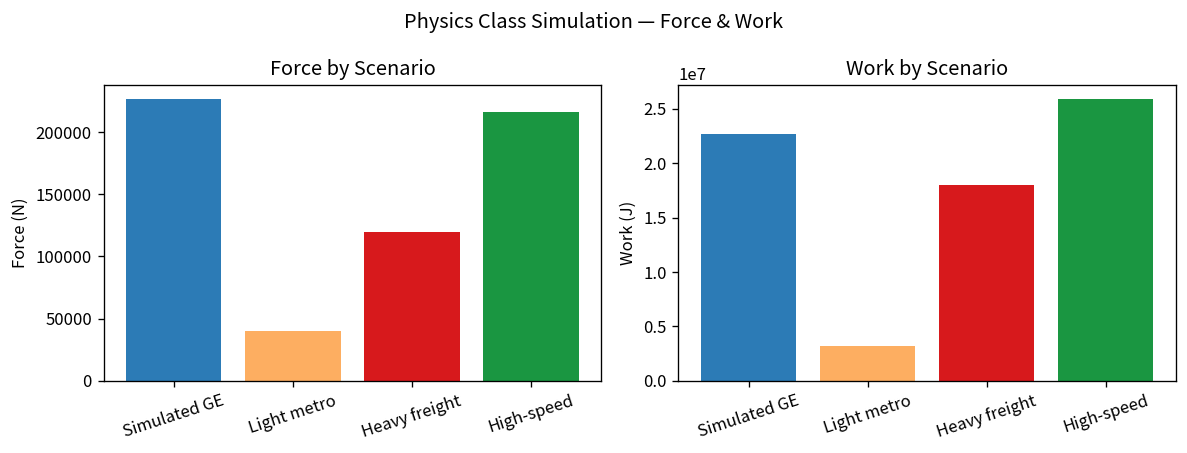 Physics Class Simulation — Force & Work
Force by Scenario
Force (N)
200000
150000
100000
50000
0
Simulated GE
Light metro
Heavy freight
High-speed
Work by Scenario
1e7
Work (J)
2.5
2.0
1.5
1.0
0.5
0.0
Simulated GE
Light metro
Heavy freight
High-speed